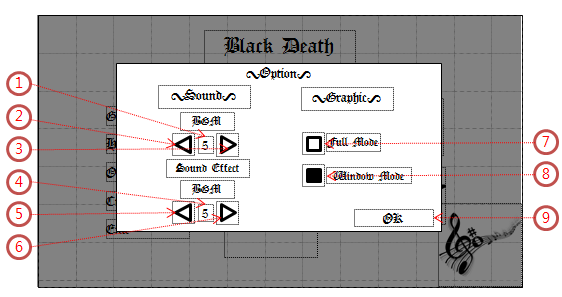 Black Death
Option
Sound
Graphic
BGM
5
Full Mode
Sound Effect
Window Mode
BGM
5
OK
1
2
3
4
5
6
7
8
9